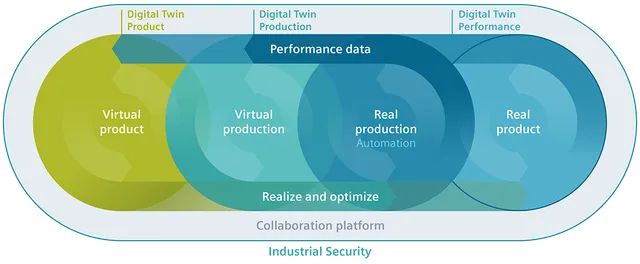 Digital Twin
Product
Digital Twin
Production
Digital Twin
Performance
Performance data
Virtual
product
Virtual
production
Real
production
Automation
Real
product
Realize and optimize
Collaboration platform
Industrial Security